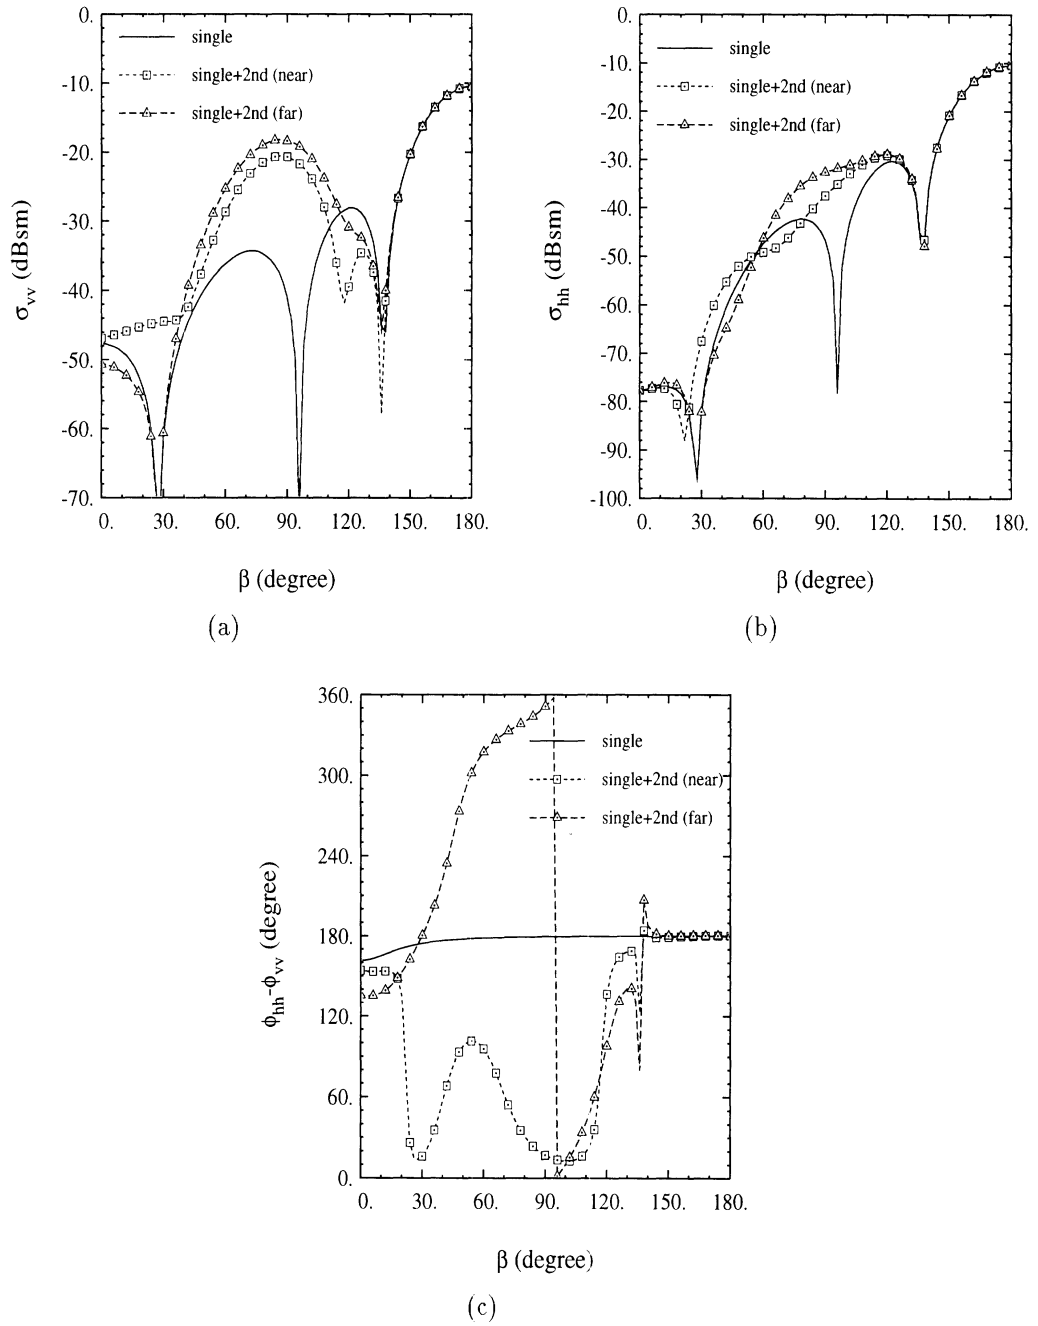 0.
-10.
-20.
-30.
-40.
-50.
-60.
-70.
σvv (dBsm)
single
single+2nd (near)
single+2nd (far)
0. 30. 60. 90. 120. 150. 180.
β (degree)
(a)
0.
-10.
-20.
-30.
-40.
-50.
-60.
-70.
-80.
-90.
-100.
σhh (dBsm)
single
single+2nd (near)
single+2nd (far)
0. 30. 60. 90. 120. 150. 180.
β (degree)
(b)
360.
300.
240.
180.
120.
60.
0.
ϕhh-ϕvv (degree)
single
single+2nd (near)
single+2nd (far)
0. 30. 60. 90. 120. 150. 180.
β (degree)
(c)